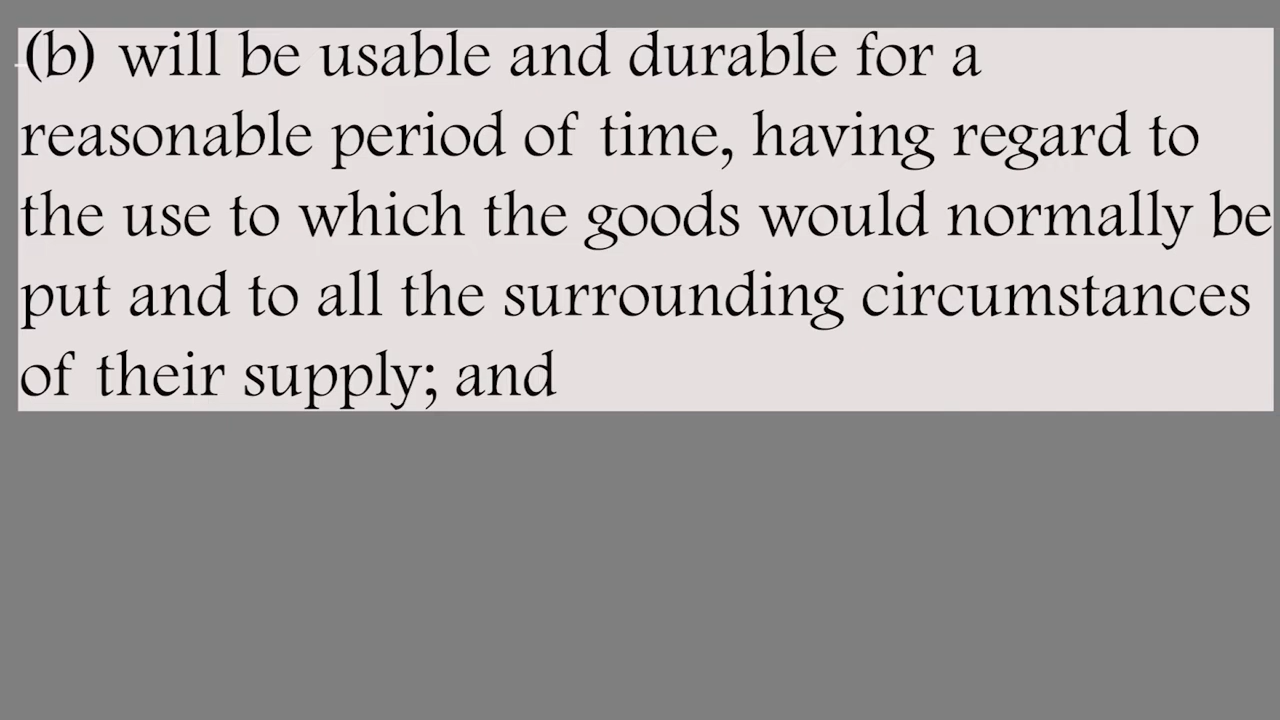 (b) will be usable and durable for a
reasonable period of time, having regard to
the use to which the goods would normally be
put and to all the surrounding circumstances
of their supply; and